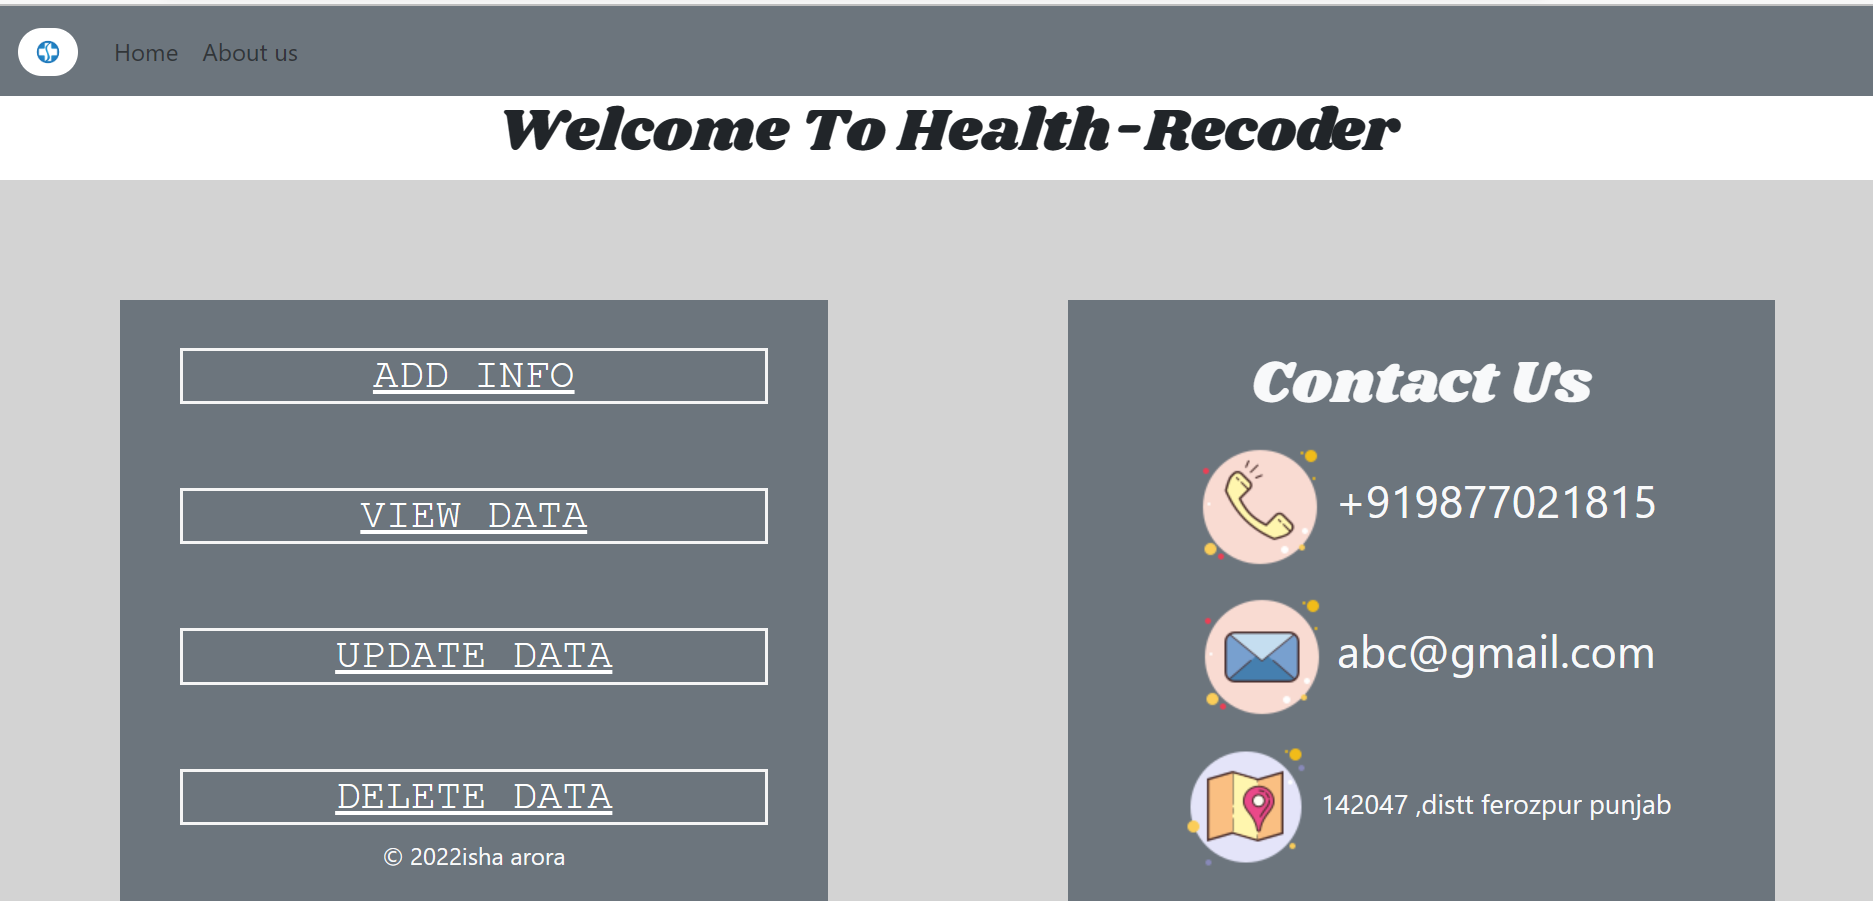 Home About us
Welcome To Health-Recoder
ADD INFO
VIEW DATA
UPDATE DATA
DELETE DATA
© 2022isha arora
Contact Us
+919877021815
abc@gmail.com
142047 ,distt ferozpur punjab